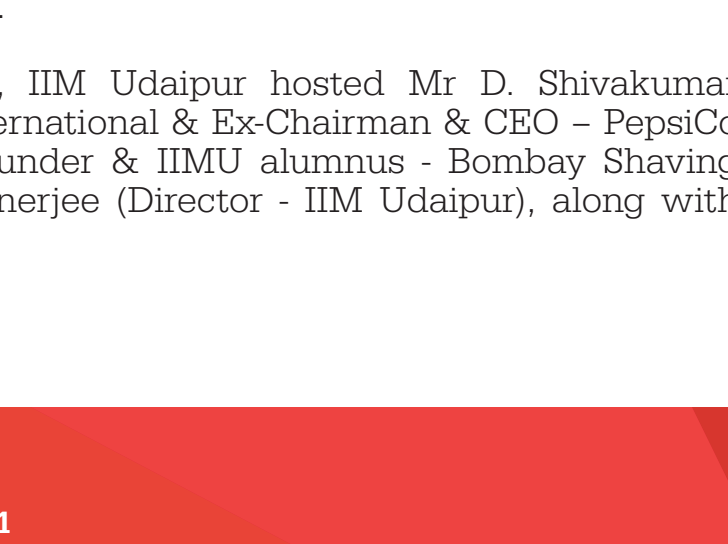 .
, IIM Udaipur hosted Mr D. Shivakumar
ernational & Ex-Chairman & CEO – PepsiCo
under & IIMU alumnus - Bombay Shaving
nerjee (Director - IIM Udaipur), along with
1